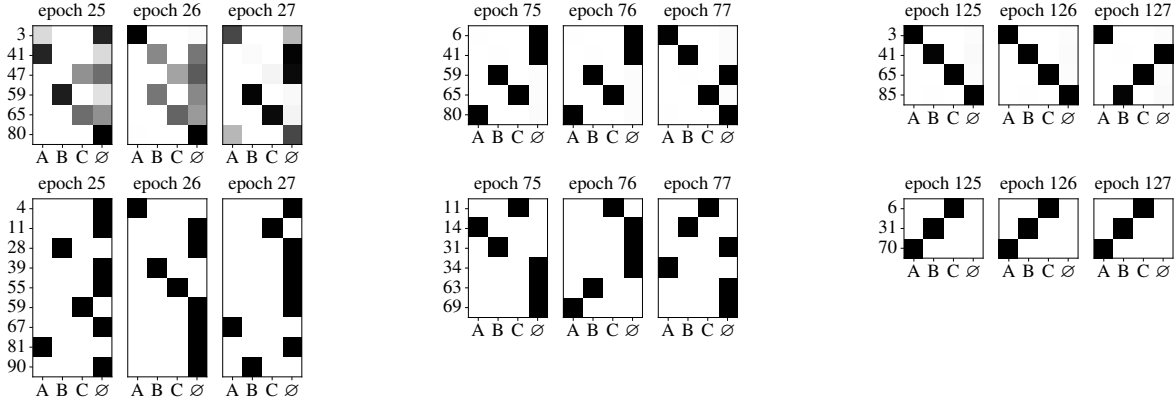 epoch 25 epoch 26 epoch 27 epoch 75 epoch 76 epoch 77 epoch 125 epoch 126 epoch 127
3 6 3
41 41 41
47 59 65
59 65 85
65 80
80
A B C ∅ A B C ∅ A B C ∅ A B C ∅ A B C ∅ A B C ∅ A B C ∅ A B C ∅ A B C ∅
epoch 25 epoch 26 epoch 27 epoch 75 epoch 76 epoch 77 epoch 125 epoch 126 epoch 127
4 11 6
11 14 31
28 31 70
39 34
55 63
59 69
67
81
90
A B C ∅ A B C ∅ A B C ∅ A B C ∅ A B C ∅ A B C ∅ A B C ∅ A B C ∅ A B C ∅